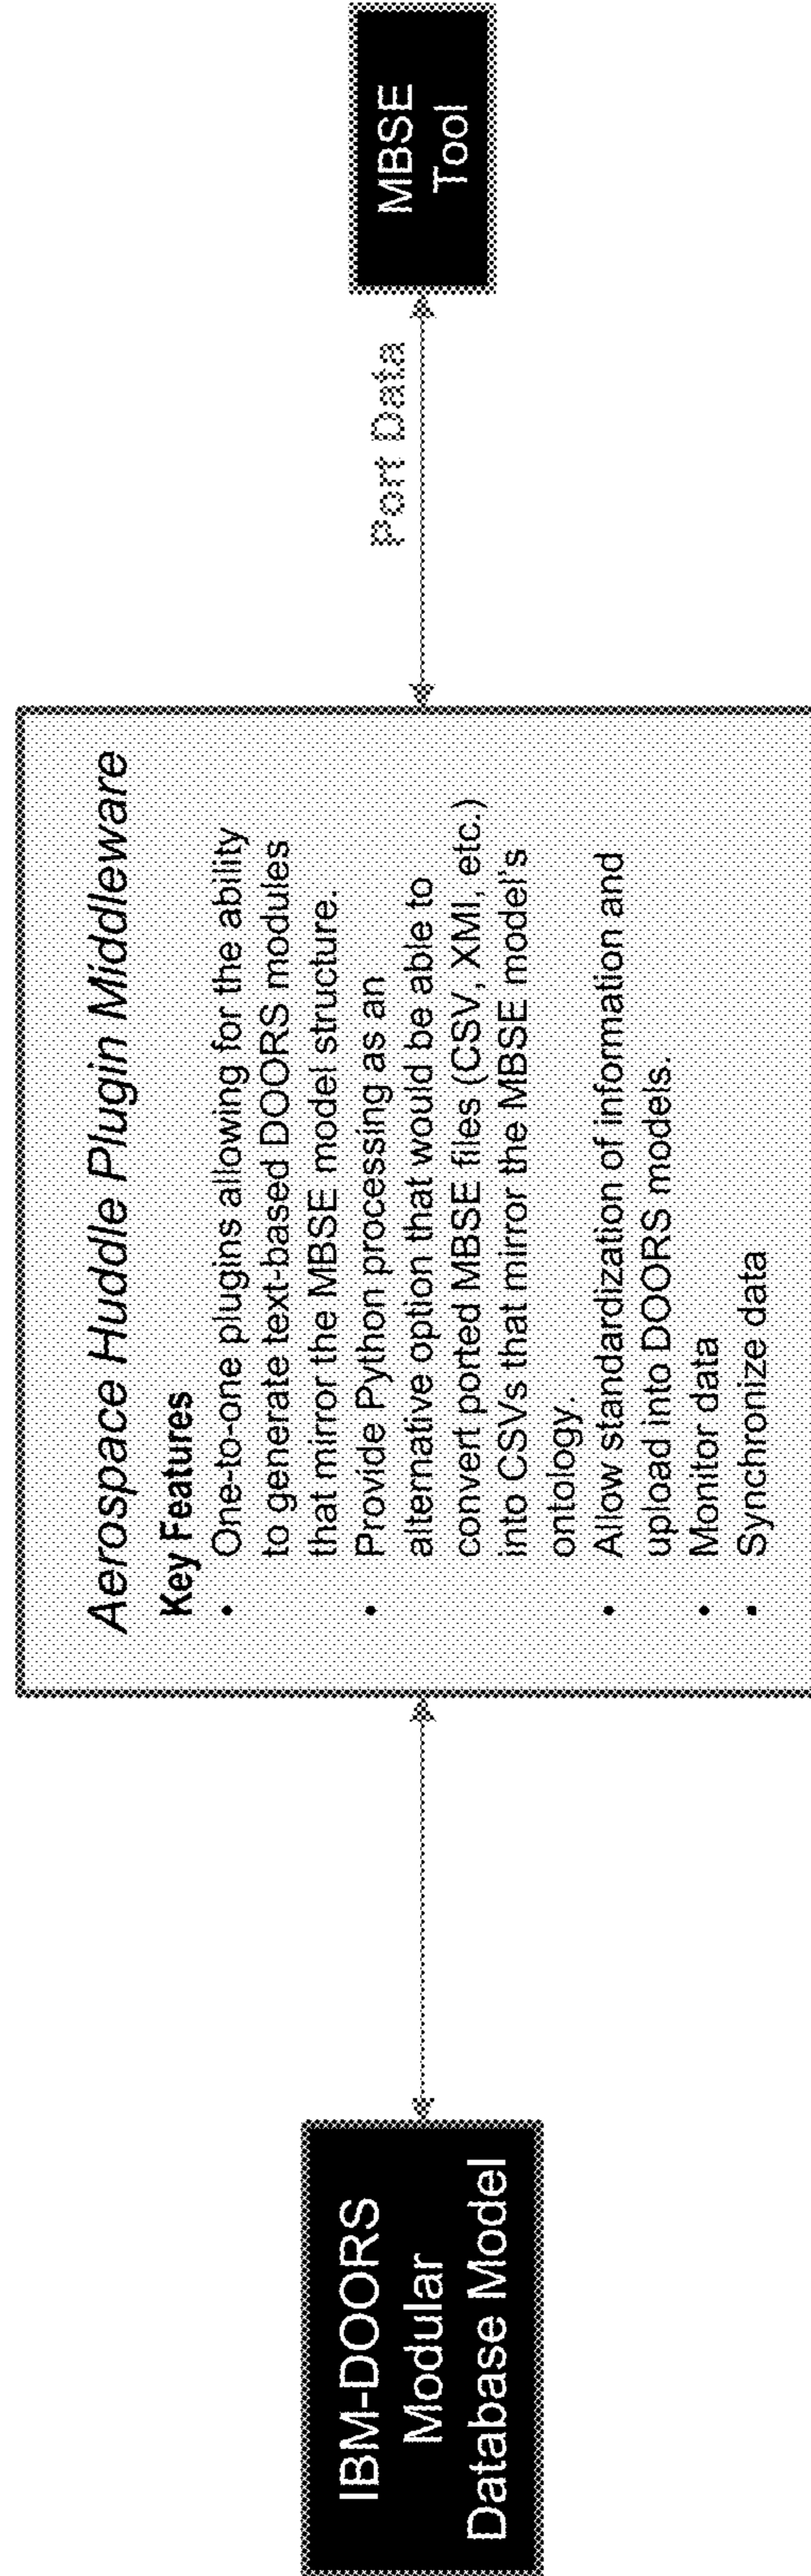 IBM-DOORS
Modular
Database Model
Aerospace Huddle Plugin Middleware
Key Features
• One-to-one plugins allowing for the ability
to generate text-based DOORS modules
that mirror the MBSE model structure.
• Provide Python processing as an
alternative option that would be able to
convert ported MBSE files (CSV, XMI, etc.)
into CSVs that mirror the MBSE model's
ontology.
• Allow standardization of information and
upload into DOORS models.
• Monitor data
• Synchronize data
Port Data
MBSE
Tool